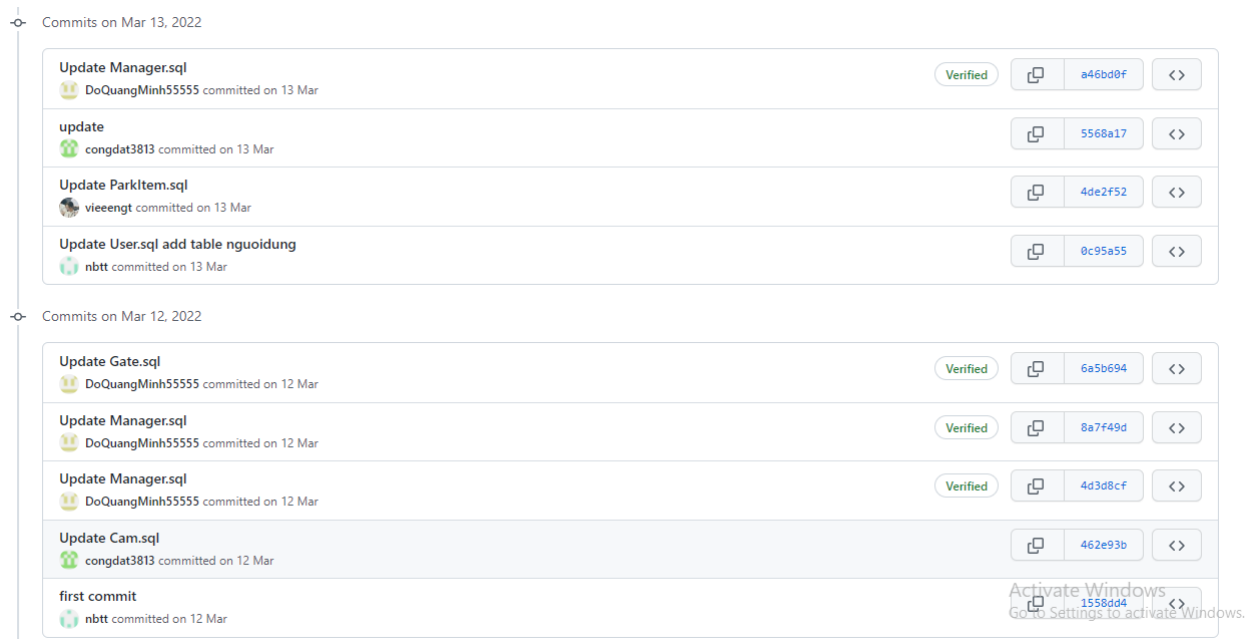 Commits on Mar 13, 2022
Update Manager.sql
DoQuangMinh55555 committed on 13 Mar
Verified
a46bd0f
update
congdat3813 committed on 13 Mar
5568a17
Update ParkItem.sql
vieeengt committed on 13 Mar
4de2f52
Update User.sql add table nguoidung
nbtt committed on 13 Mar
0c95a55
Commits on Mar 12, 2022
Update Gate.sql
DoQuangMinh55555 committed on 12 Mar
Verified
6a5b694
Update Manager.sql
DoQuangMinh55555 committed on 12 Mar
Verified
8a7f49d
Update Manager.sql
DoQuangMinh55555 committed on 12 Mar
Verified
4d3d8cf
Update Cam.sql
congdat3813 committed on 12 Mar
462e93b
first commit
nbtt committed on 12 Mar
1558dd4
Activate Windows
Go to Settings to activate Windows.